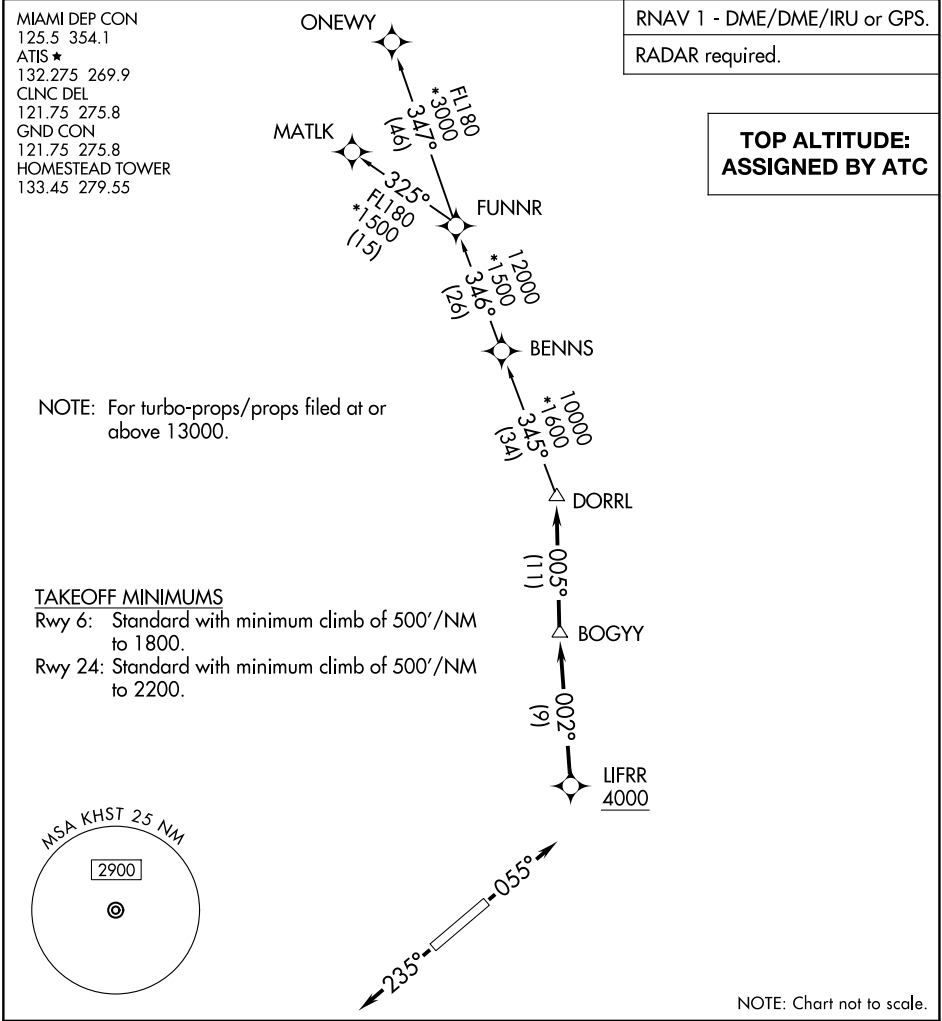 MIAMI DEP CON
125.5 354.1
ATIS ★
132.275 269.9
CLNC DEL
121.75 275.8
GND CON
121.75 275.8
HOMESTEAD TOWER
133.45 279.55
RNAV 1 - DME/DME/IRU or GPS.
RADAR required.
TOP ALTITUDE:
ASSIGNED BY ATC
ONEWY
FL180
*3000
347°
(46)
MATLK
325°
FL180
*1500
(15)
FUNNR
12000
*1500
346°
(26)
BENNS
NOTE: For turbo-props/props filed at or
above 13000.
10000
*1600
345°
(34)
DORRL
005°
(11)
TAKEOFF MINIMUMS
Rwy 6: Standard with minimum climb of 500'/NM
to 1800.
Rwy 24: Standard with minimum climb of 500'/NM
to 2200.
BOGYY
002°
(9)
LIFRR
4000
MSA KHST 25 NM
2900
055°
235°
NOTE: Chart not to scale.